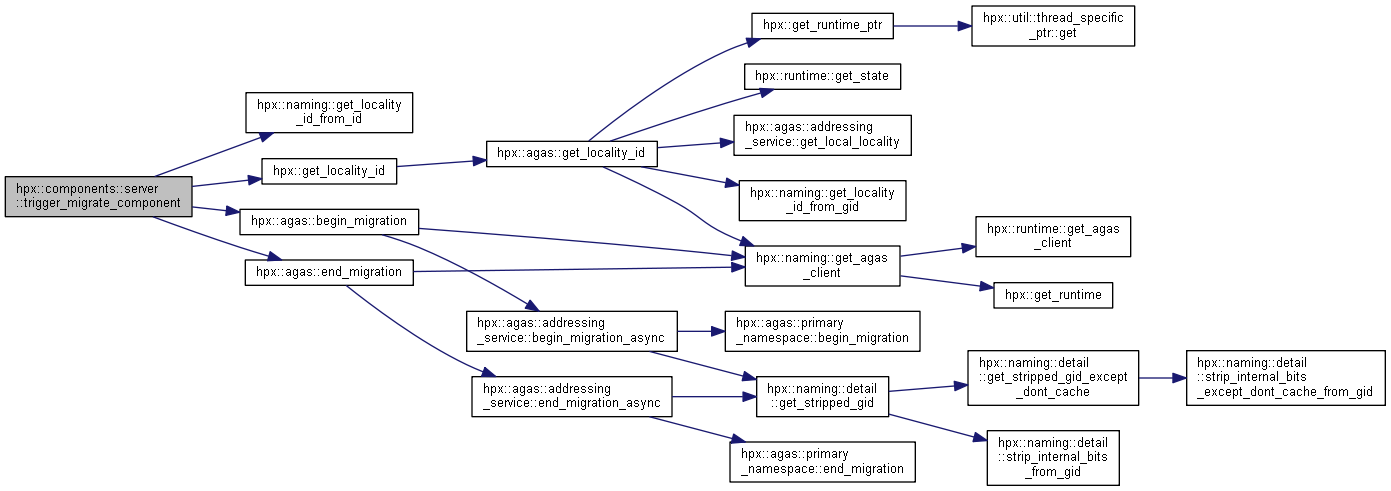 hpx::components::server
::trigger_migrate_component
hpx::naming::get_locality
_id_from_id
hpx::get_locality_id
hpx::agas::begin_migration
hpx::agas::end_migration
hpx::agas::get_locality_id
hpx::agas::addressing
_service::begin_migration_async
hpx::agas::addressing
_service::end_migration_async
hpx::get_runtime_ptr
hpx::runtime::get_state
hpx::agas::addressing
_service::get_local_locality
hpx::naming::get_locality
_id_from_gid
hpx::naming::get_agas
_client
hpx::agas::primary
_namespace::begin_migration
hpx::naming::detail
::get_stripped_gid
hpx::agas::primary
_namespace::end_migration
hpx::util::thread_specific
_ptr::get
hpx::runtime::get_agas
_client
hpx::get_runtime
hpx::naming::detail
::get_stripped_gid_except
_dont_cache
hpx::naming::detail
::strip_internal_bits
_from_gid
hpx::naming::detail
::strip_internal_bits
_except_dont_cache_from_gid